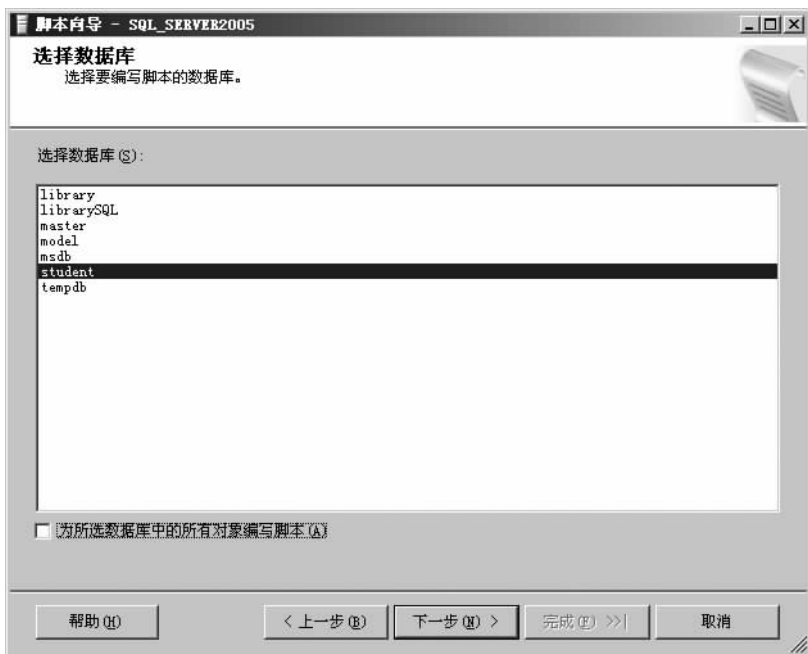 脚本向导 - SQL_SERVER2005
选择数据库
选择要编写脚本的数据库。
选择数据库(S):
library
librarySQL
master
model
msdb
student
tempdb
为所选数据库中的所有对象编写脚本(A)
帮助(H) < 上一步(B) 下一步(N) > 完成(F) >>| 取消